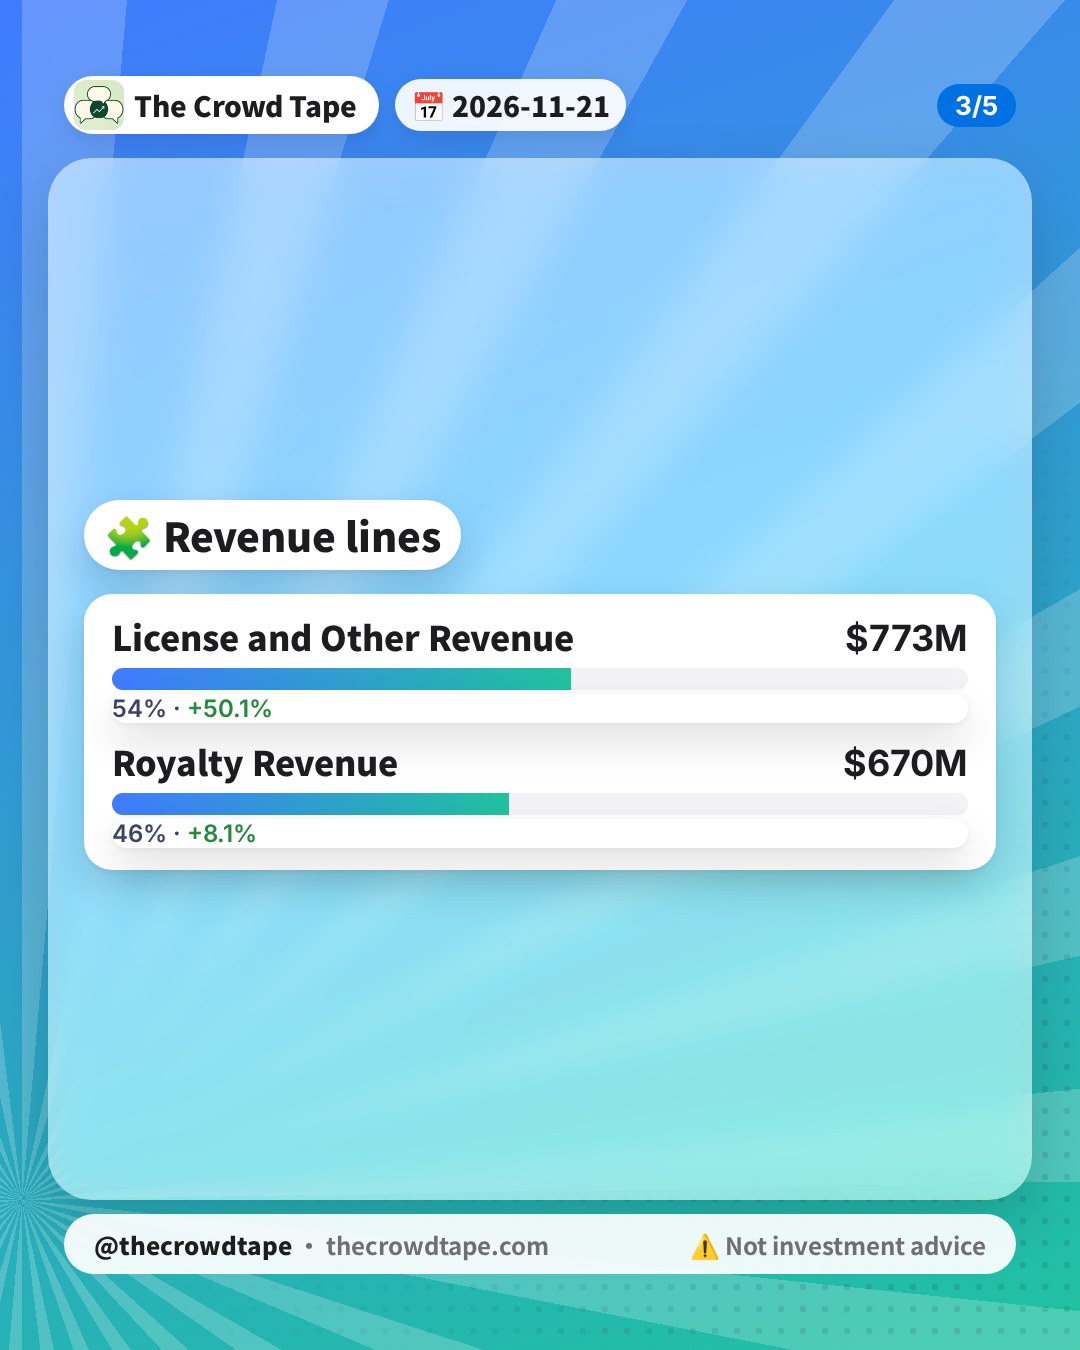 The Crowd Tape
July
2026-11-21
3/5
Revenue lines
License and Other Revenue $773M
54% · +50.1%
Royalty Revenue $670M
46% · +8.1%
@thecrowdtape • thecrowdtape.com
Not investment advice